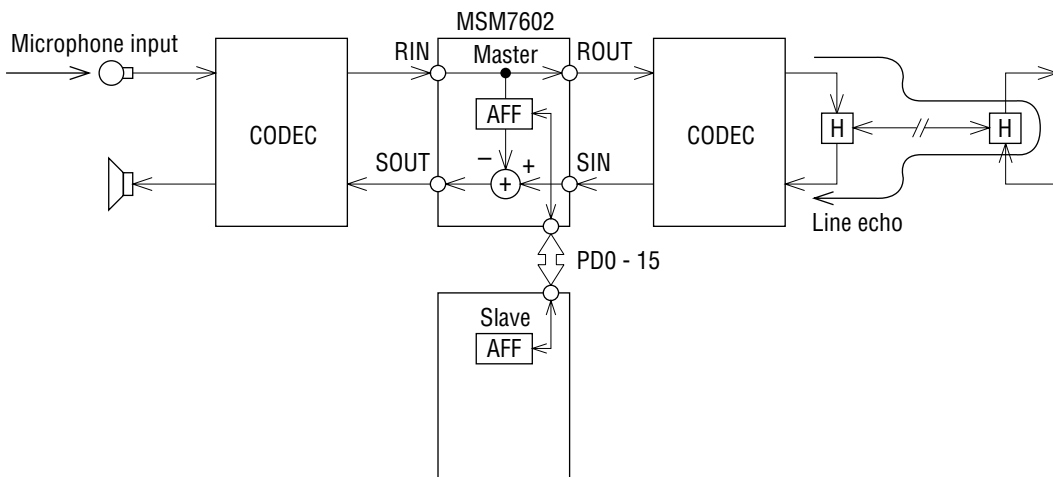 MSM7602
Microphone input
RIN
Master
ROUT
AFF
CODEC
CODEC
H
H
–
SOUT
+
+
SIN
Line echo
PD0 - 15
Slave
AFF